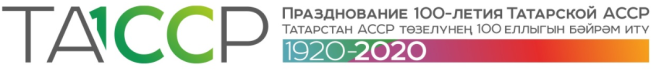 ТА1ССР
Празднование 100-летия Татарской АССР
Татарстан АССР төзелүнең 100 еллыгын бәйрәм итү
1920-2020